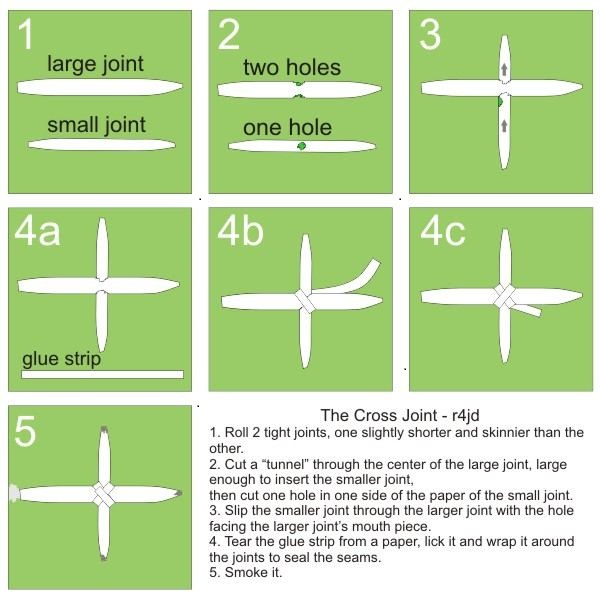 1
large joint
small joint
2
two holes
one hole
3
4a
glue strip
4b
4c
5
The Cross Joint - r4jd
1. Roll 2 tight joints, one slightly shorter and skinnier than the
other.
2. Cut a “tunnel” through the center of the large joint, large
enough to insert the smaller joint,
then cut one hole in one side of the paper of the small joint.
3. Slip the smaller joint through the larger joint with the hole
facing the larger joint's mouth piece.
4. Tear the glue strip from a paper, lick it and wrap it around
the joints to seal the seams.
5. Smoke it.